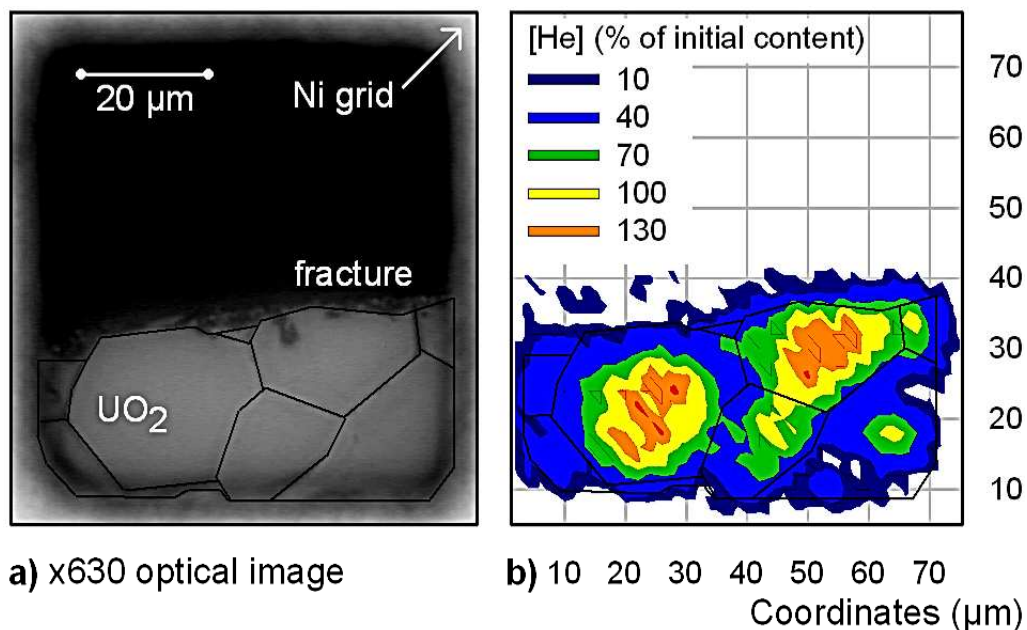 20 µm
Ni grid
fracture
UO2
a) x630 optical image
[He] (% of initial content)
10
40
70
100
130
70
60
50
40
30
20
10
b) 10 20 30 40 50 60 70
Coordinates (µm)